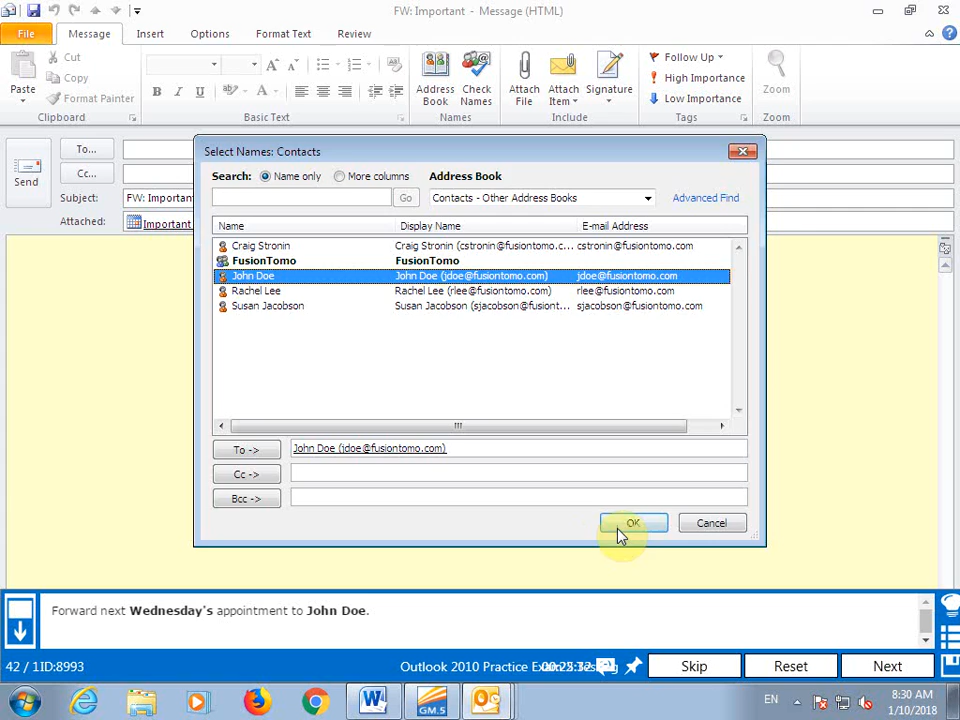 FW: Important - Message (HTML)
File Message Insert Options Format Text Review
Paste
Cut
Copy
Format Painter
Clipboard
B I U
Basic Text
Address Book
Check Names
Names
Attach File
Attach Item
Signature
Include
Follow Up
High Importance
Low Importance
Tags
Zoom
Zoom
Send
To...
Cc...
Subject: FW: Important
Attached: Important
Select Names: Contacts
Search: Name only More columns Address Book
Go Contacts - Other Address Books Advanced Find
Name Display Name E-mail Address
Craig Stronin Craig Stronin (cstronin@fusiontomo.c... cstronin@fusiontomo.com
FusionTomo FusionTomo
John Doe John Doe (jdoe@fusiontomo.com) jdoe@fusiontomo.com
Rachel Lee Rachel Lee (rlee@fusiontomo.com) rlee@fusiontomo.com
Susan Jacobson Susan Jacobson (sjacobson@fusiont... sjacobson@fusiontomo.com
To -> John Doe (jdoe@fusiontomo.com)
Cc ->
Bcc ->
OK Cancel
Forward next Wednesday's appointment to John Doe.
42 / 1ID:8993 Outlook 2010 Practice Skip Reset Next
GM.5 EN 8:30 AM
1/10/2018